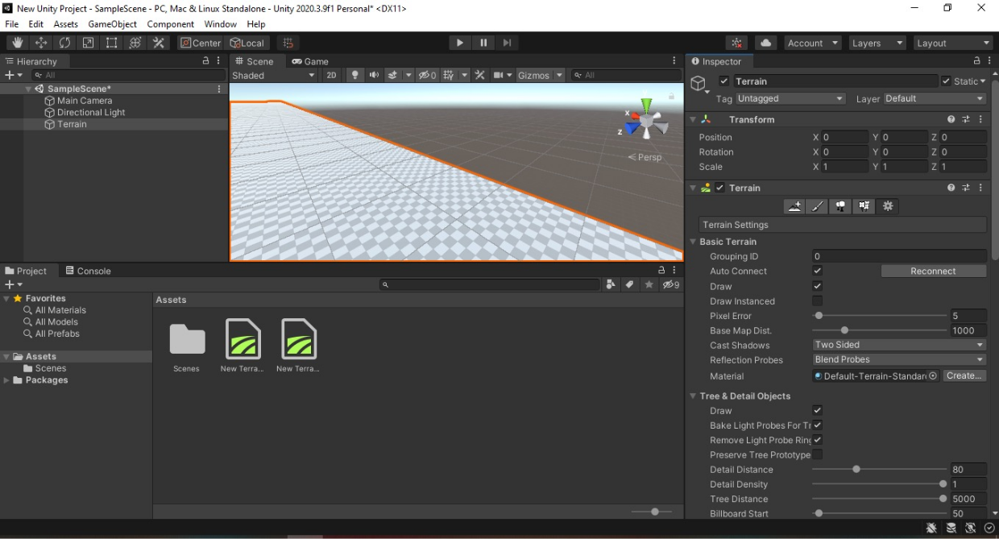 New Unity Project - SampleScene - PC, Mac & Linux Standalone - Unity 2020.3.9f1 Personal* <DX11>
File Edit Assets GameObject Component Window Help
Center Local Account Layers Layout
Hierarchy
All
SampleScene*
Main Camera
Directional Light
Terrain
Scene Game
Shaded 2D 0 Gizmos All
x
z
Persp
Project Console
9
Favorites
All Materials
All Models
All Prefabs
Assets
Scenes
Packages
Assets
Scenes New Terra... New Terra...
Inspector
Terrain Static
Tag Untagged Layer Default
Transform
Position X 0 Y 0 Z 0
Rotation X 0 Y 0 Z 0
Scale X 1 Y 1 Z 1
Terrain
Terrain Settings
Basic Terrain
Grouping ID 0
Auto Connect Reconnect
Draw
Draw Instanced
Pixel Error 5
Base Map Dist. 1000
Cast Shadows Two Sided
Reflection Probes Blend Probes
Material Default-Terrain-Standar Create...
Tree & Detail Objects
Draw
Bake Light Probes For Tr
Remove Light Probe Ring
Preserve Tree Prototype
Detail Distance 80
Detail Density 1
Tree Distance 5000
Billboard Start 50